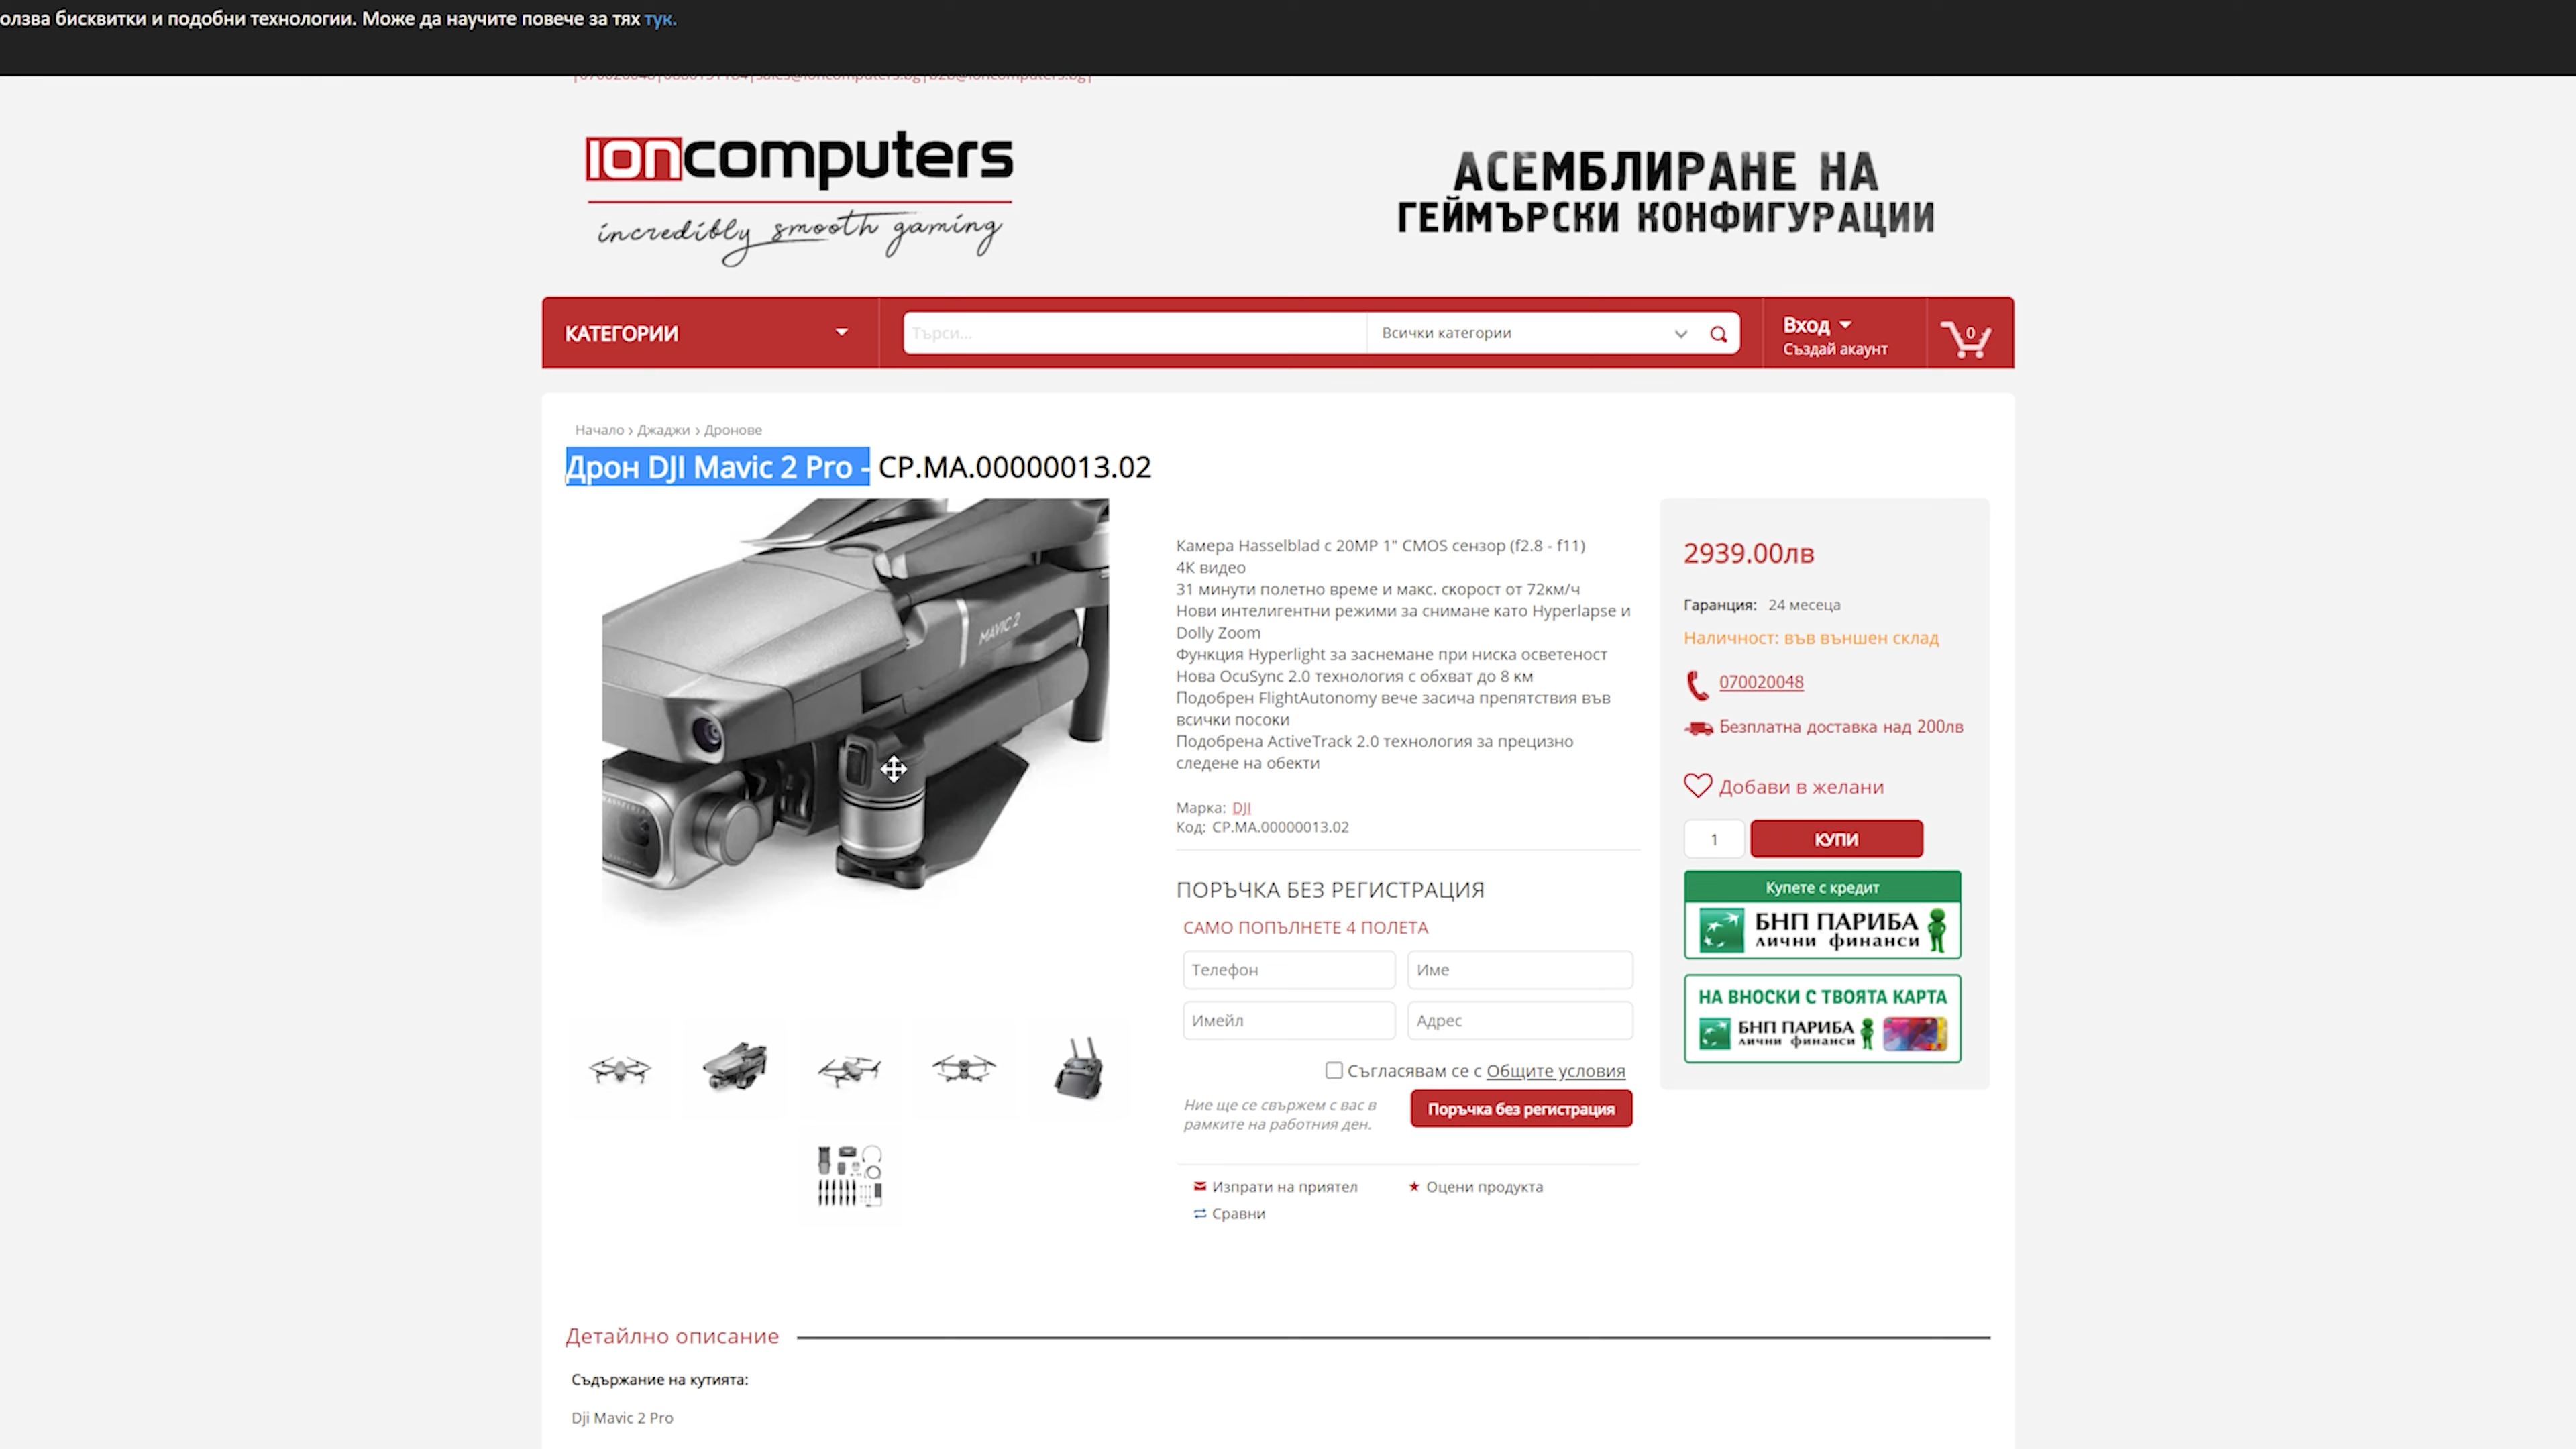 олзва бисквитки и подобни технологии. Може да научите повече за тях тук.
ioncomputers
incredibly smooth gaming
АСЕМБЛИРАНЕ НА
ГЕЙМЪРСКИ КОНФИГУРАЦИИ
КАТЕГОРИИ
Търси...
Всички категории
Вход
Създай акаунт
0
Начало › Джаджи › Дронове
Дрон DJI Mavic 2 Pro - CP.MA.00000013.02
MAVIC 2
Камера Hasselblad с 20MP 1" CMOS сензор (f2.8 - f11)
4K видео
31 минути полетно време и макс. скорост от 72км/ч
Нови интелигентни режими за снимане като Hyperlapse и
Dolly Zoom
Функция Hyperlight за заснемане при ниска осветеност
Нова OcuSync 2.0 технология с обхват до 8 км
Подобрен FlightAutonomy вече засича препятствия във
всички посоки
Подобрена ActiveTrack 2.0 технология за прецизно
следене на обекти
Марка: DJI
Код: CP.MA.00000013.02
ПОРЪЧКА БЕЗ РЕГИСТРАЦИЯ
САМО ПОПЪЛНЕТЕ 4 ПОЛЕТА
Телефон
Име
Имейл
Адрес
Съгласявам се с Общите условия
Ние ще се свържем с вас в
рамките на работния ден.
Поръчка без регистрация
Изпрати на приятел
Оцени продукта
Сравни
2939.00лв
Гаранция: 24 месеца
Наличност: във външен склад
070020048
Безплатна доставка над 200лв
Добави в желани
1
КУПИ
Купете с кредит
БНП ПАРИБА
лични финанси
НА ВНОСКИ С ТВОЯТА КАРТА
БНП ПАРИБА
лични финанси
Детайлно описание
Съдържание на кутията:
Dji Mavic 2 Pro